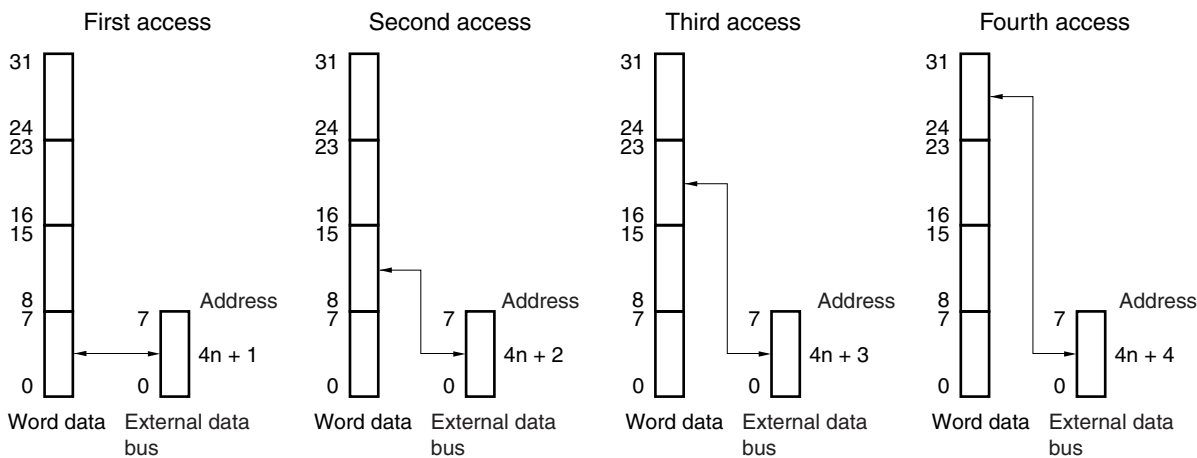 First access
31
24
23
16
15
8
7
0
Address
7
4n + 1
0
Word data
External data
bus
Second access
31
24
23
16
15
8
7
0
Address
7
4n + 2
0
Word data
External data
bus
Third access
31
24
23
16
15
8
7
0
Address
7
4n + 3
0
Word data
External data
bus
Fourth access
31
24
23
16
15
8
7
0
Address
7
4n + 4
0
Word data
External data
bus